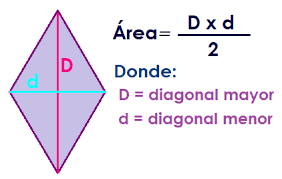 D
d
Área= D x d
2
Donde:
D = diagonal mayor
d = diagonal menor